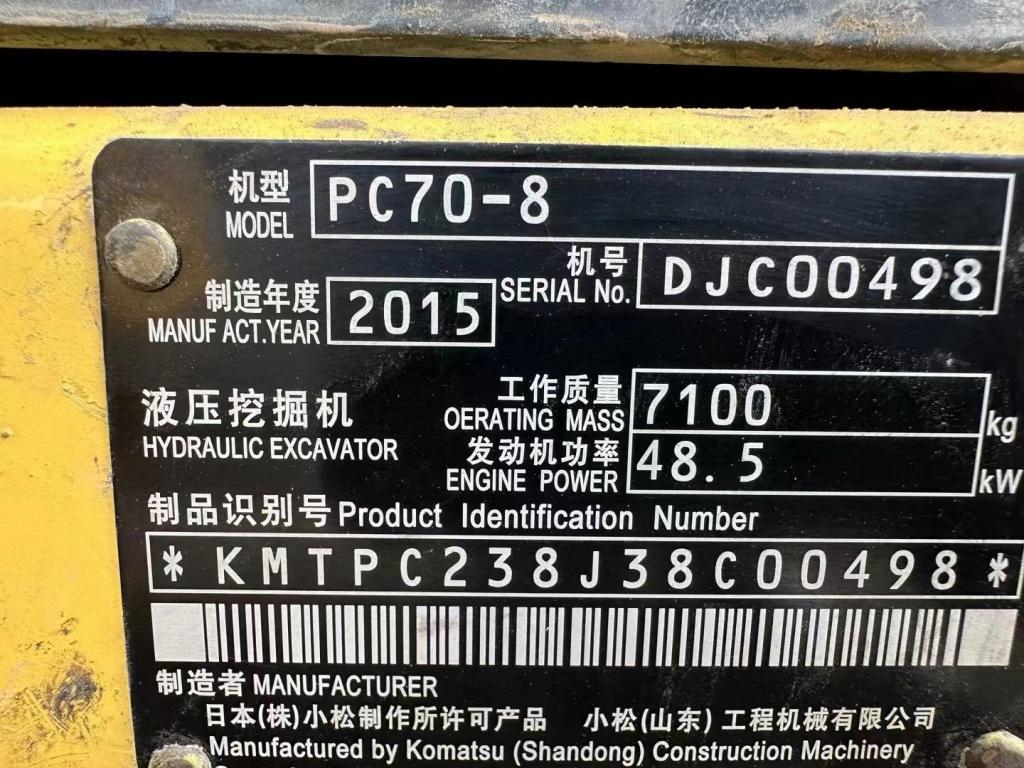 机型
MODEL
PC70-8
机号
SERIAL No.
DJC00498
制造年度
MANUF ACT.YEAR
2015
液压挖掘机
HYDRAULIC EXCAVATOR
工作质量
OERATING MASS
7100
kg
发动机功率
ENGINE POWER
48.5
kW
制品识别号 Product Identification Number
*KMTPC238J38C00498*
制造者 MANUFACTURER
日本(株)小松制作所许可产品 小松(山东)工程机械有限公司
Manufactured by Komatsu (Shandong) Construction Machinery